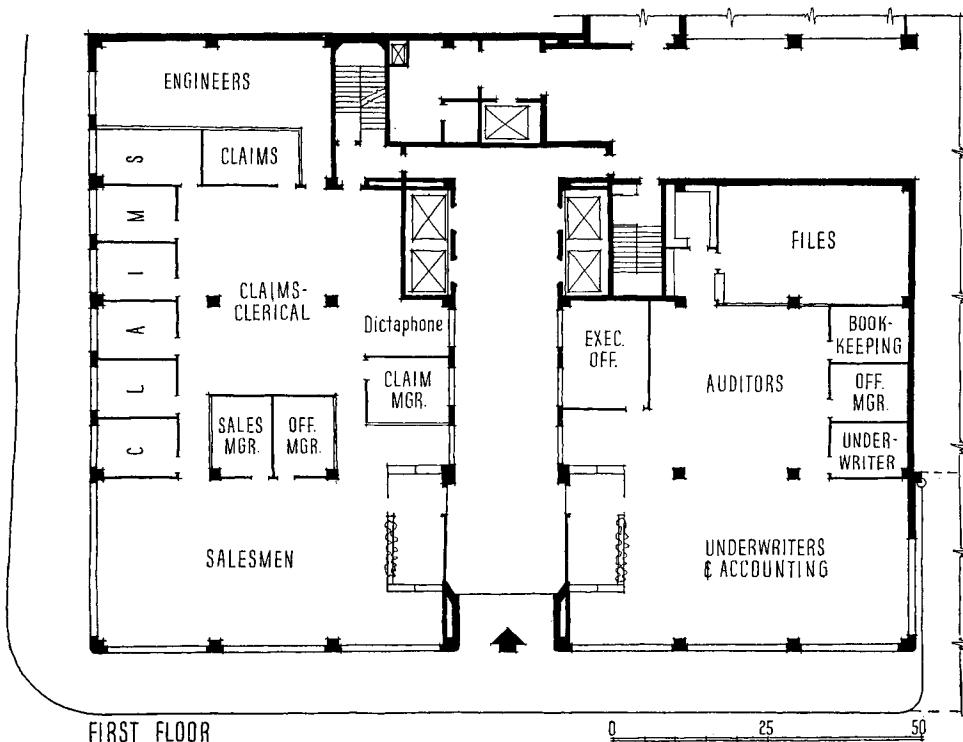 ENGINEERS
CLAIMS
CLAIMS
CLAIMS-
CLERICAL
Dictaphone
CLAIM
MGR.
SALES
MGR.
OFF.
MGR.
SALESMEN
FILES
EXEC.
OFF.
AUDITORS
BOOK-
KEEPING
OFF.
MGR.
UNDER-
WRITER
UNDERWRITERS
& ACCOUNTING
FIRST FLOOR
0 25 50